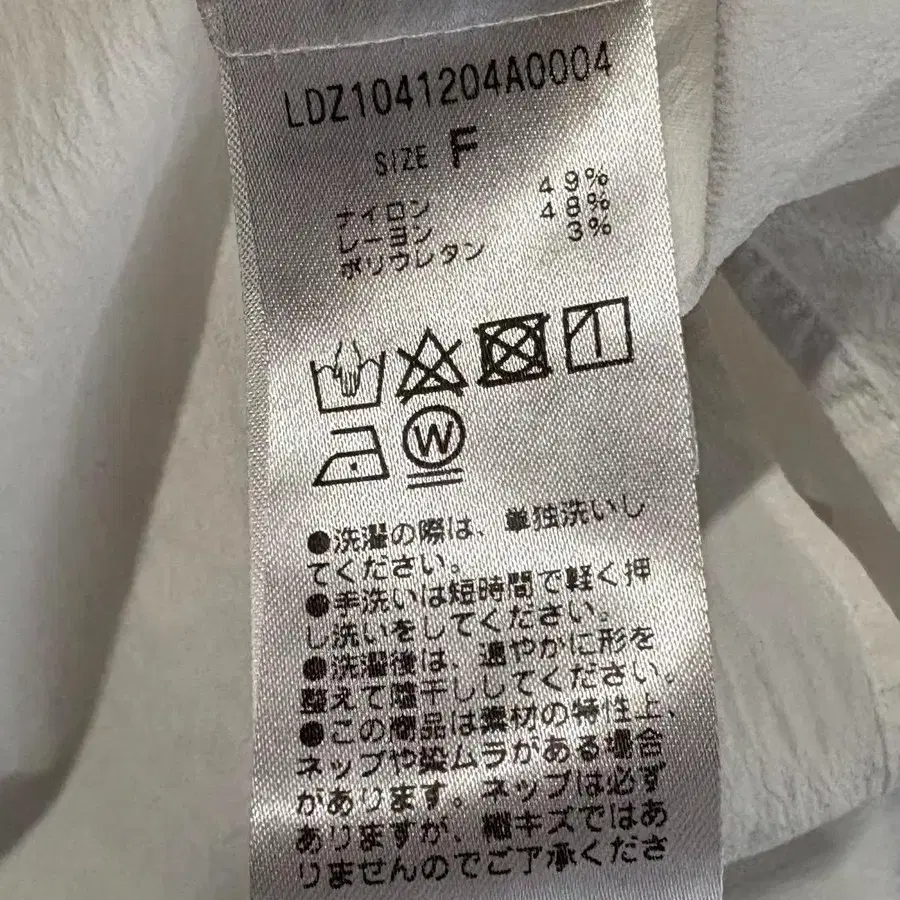 LDZ1041204A0004
SIZE F
ナイロン 49%
レーヨン 48%
ポリウレタン 3%
W
●洗濯の際は、単独洗いし
てください。
●手洗いは短時間で軽く押
し洗いをしてください。
●洗濯後は、速やかに形を
整えて陰干ししてください。
●この商品は素材の特性上、
ネップや染ムラがある場合
があります。ネップは必ず
ありますが、織キズではあ
りませんのでご了承くださ